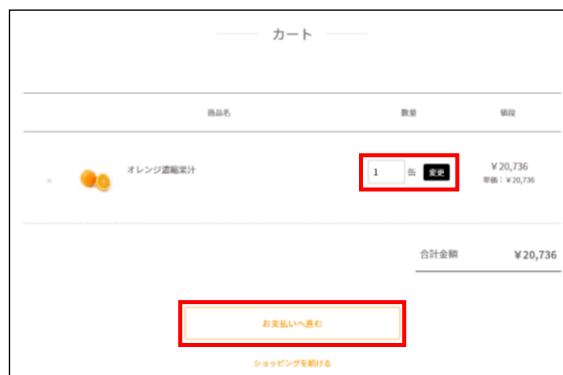 カート
商品名 数量 値段
× オレンジ濃縮果汁 1 缶 変更 ￥20,736
単価：￥20,736
合計金額 ￥20,736
お支払いへ進む
ショッピングを続ける